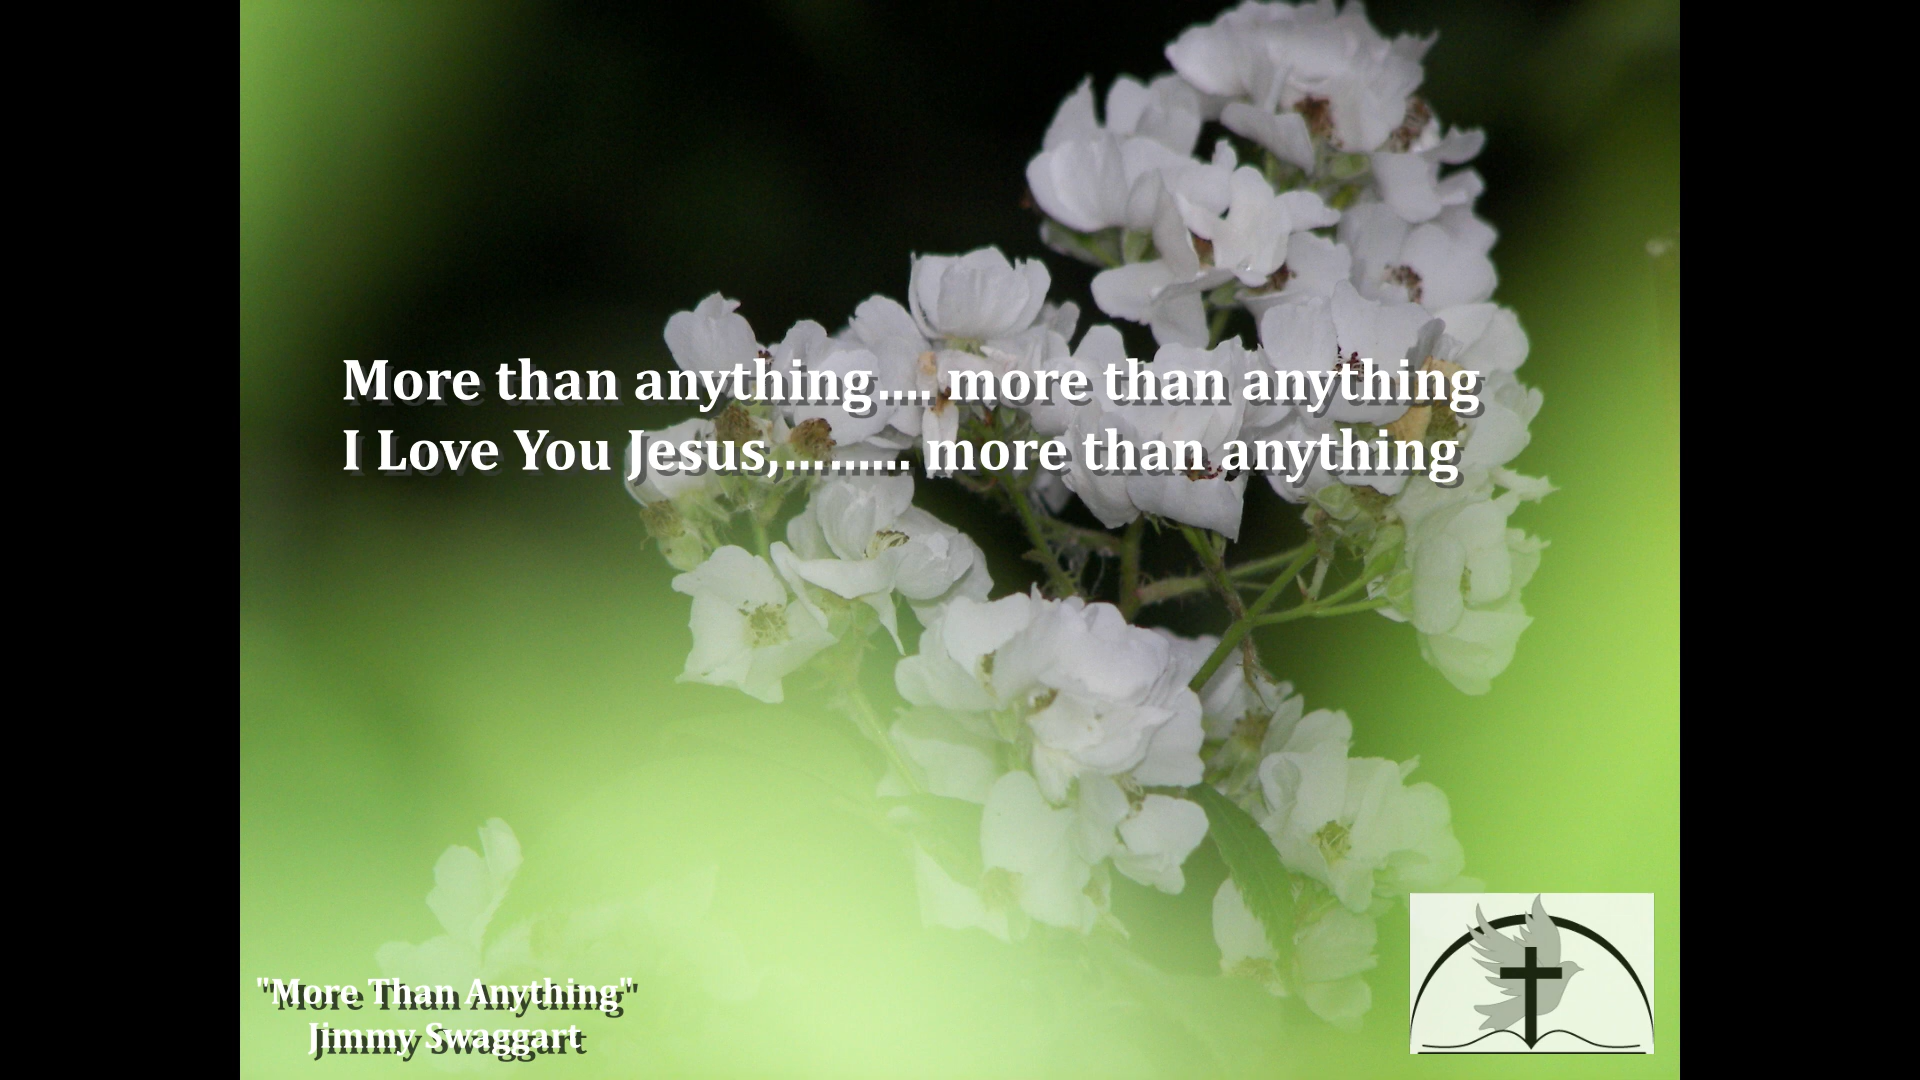 More than anything.... more than anything
I Love You Jesus,......... more than anything
"More Than Anything"
Jimmy Swaggart